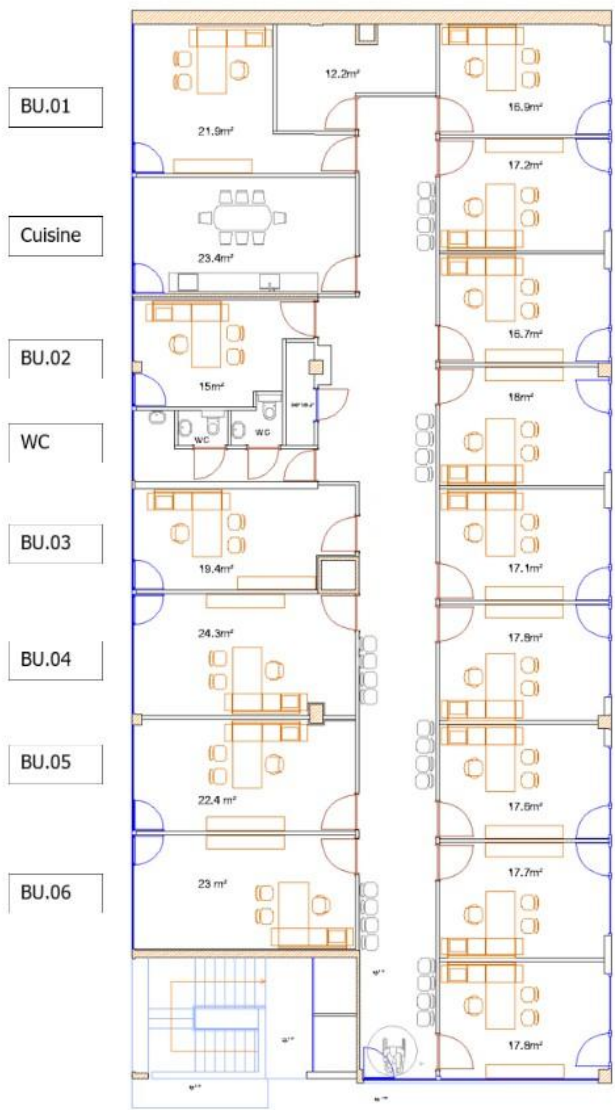 BU.01
Cuisine
BU.02
WC
BU.03
BU.04
BU.05
BU.06
21.9m²
12.2m²
16.9m²
17.2m²
23.4m²
16.7m²
15m²
18m²
WC
WC
19.4m²
17.1m²
24.3m²
17.8m²
22.4 m²
17.6m²
23 m²
17.7m²
17.8m²